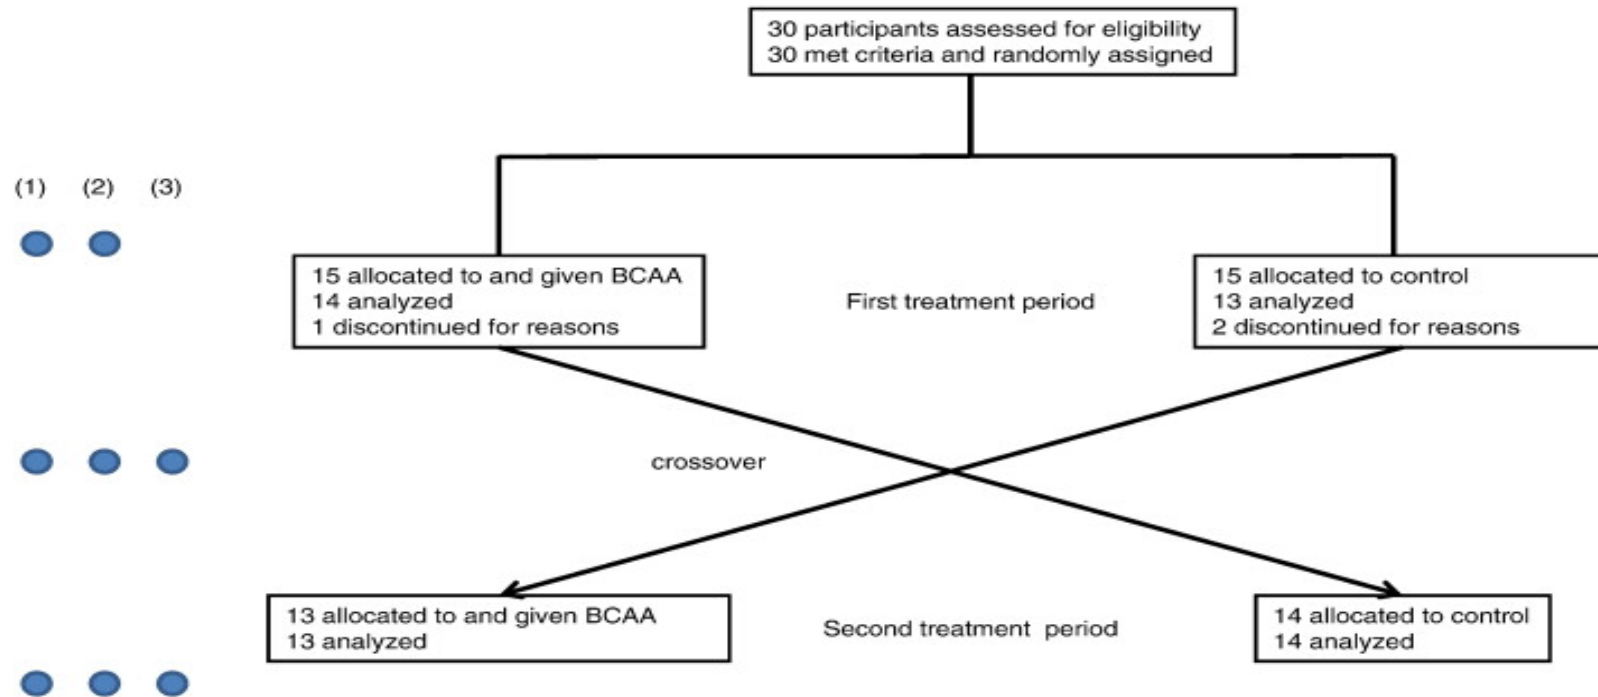 30 participants assessed for eligibility
30 met criteria and randomly assigned
(1) (2) (3)
15 allocated to and given BCAA
14 analyzed
1 discontinued for reasons
First treatment period
15 allocated to control
13 analyzed
2 discontinued for reasons
crossover
13 allocated to and given BCAA
13 analyzed
Second treatment period
14 allocated to control
14 analyzed